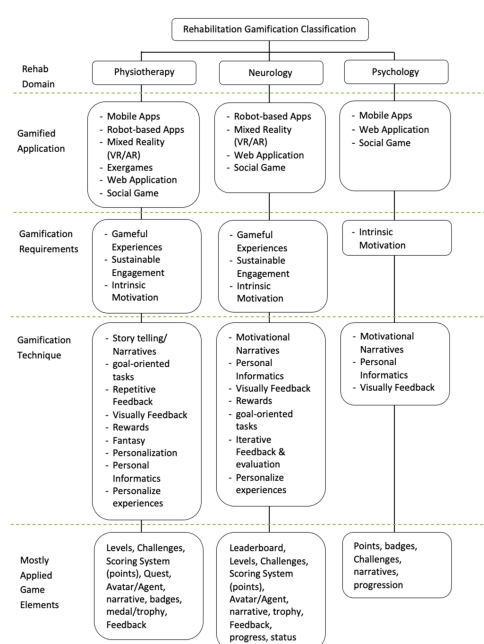 Rehabilitation Gamification Classification
Rehab
Domain
Physiotherapy
Neurology
Psychology
Gamified
Application
- Mobile Apps
- Robot-based Apps
- Mixed Reality
(VR/AR)
- Exergames
- Web Application
- Social Game
- Robot-based Apps
- Mixed Reality
(VR/AR)
- Web Application
- Social Game
- Mobile Apps
- Web Application
- Social Game
Gamification
Requirements
- Gameful
Experiences
- Sustainable
Engagement
- Intrinsic
Motivation
- Gameful
Experiences
- Sustainable
Engagement
- Intrinsic
Motivation
- Intrinsic
Motivation
Gamification
Technique
- Story telling/
Narratives
- goal-oriented
tasks
- Repetitive
Feedback
- Visually Feedback
- Rewards
- Fantasy
- Personalization
- Personal
Informatics
- Personalize
experiences
- Motivational
Narratives
- Personal
Informatics
- Visually Feedback
- Rewards
- goal-oriented
tasks
- Iterative
Feedback &
evaluation
- Personalize
experiences
- Motivational
Narratives
- Personal
Informatics
- Visually Feedback
Mostly
Applied
Game
Elements
Levels, Challenges,
Scoring System
(points), Quest,
Avatar/Agent,
narrative, badges,
medal/trophy,
Feedback
Leaderboard,
Levels, Challenges,
Scoring System
(points),
Avatar/Agent,
narrative, trophy,
Feedback,
progress, status
Points, badges,
Challenges,
narratives,
progression